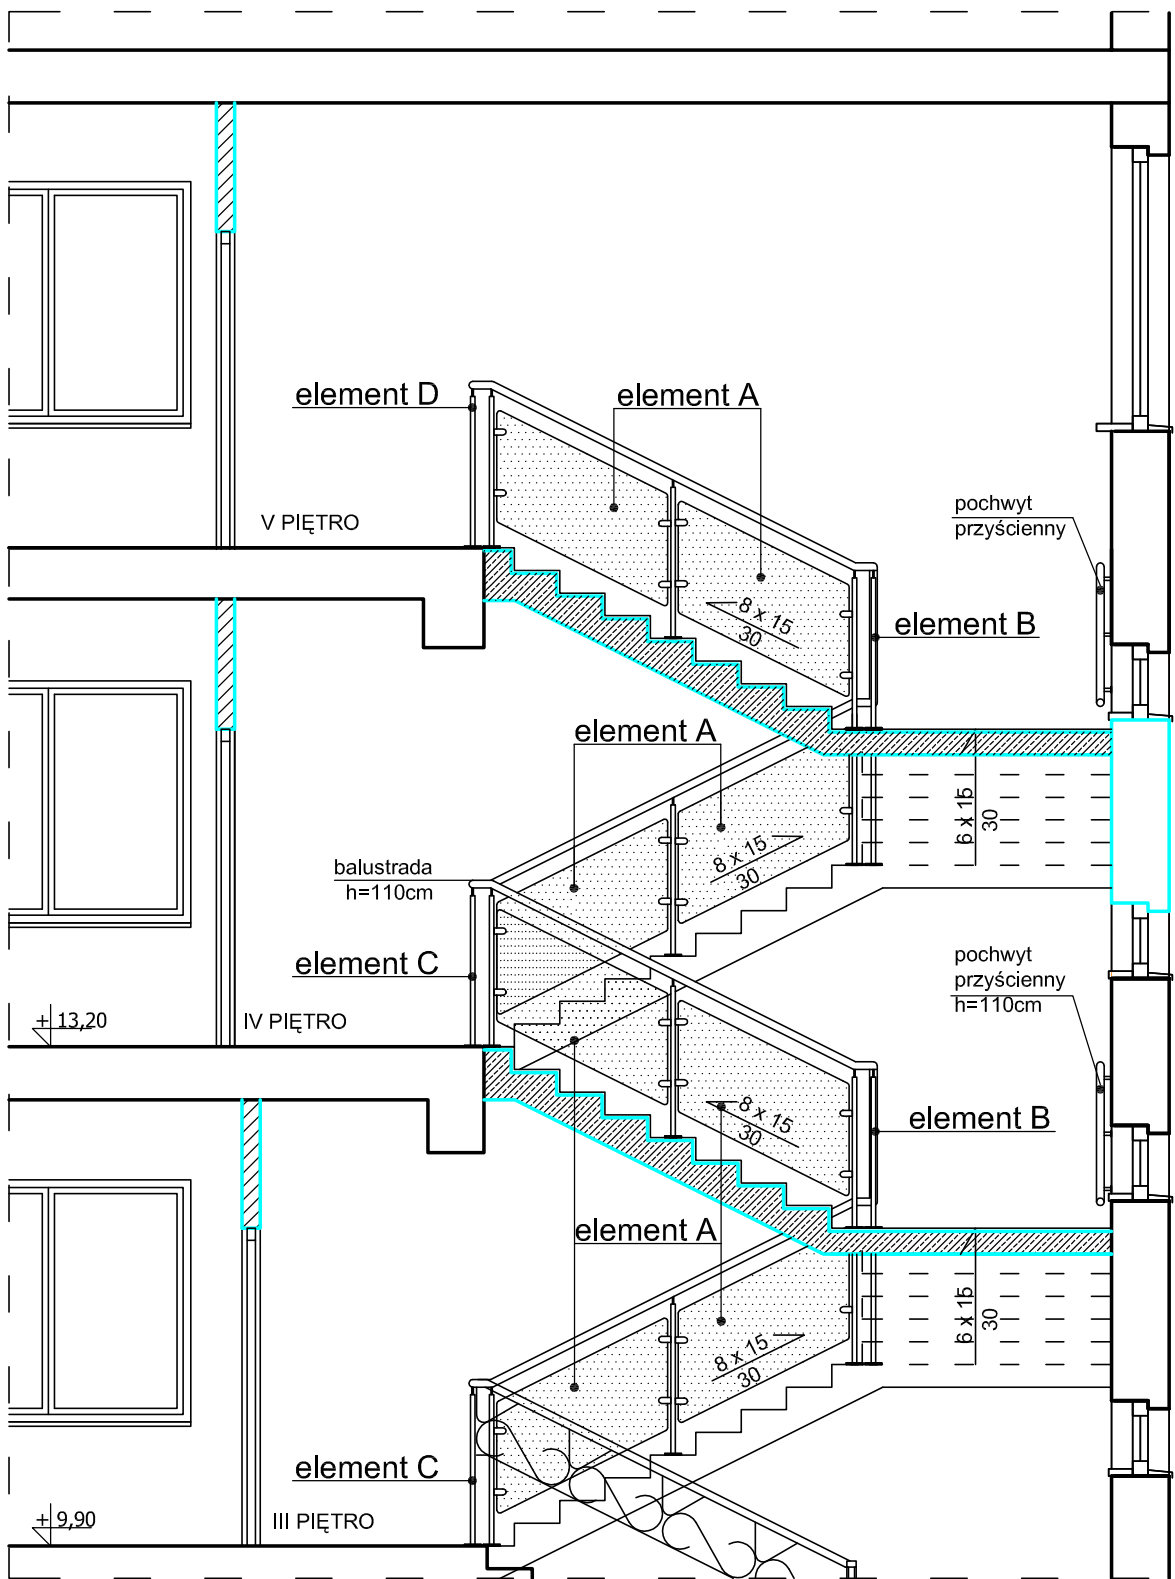 element D
element A
pochwyt
przyścienny
V PIĘTRO
8 x 15
30
element B
element A
6 x 15
30
8 x 15
30
balustrada
h=110cm
element C
pochwyt
przyścienny
h=110cm
+ 13,20
IV PIĘTRO
8 x 15
30
element B
element A
6 x 15
30
8 x 15
30
element C
+ 9,90
III PIĘTRO